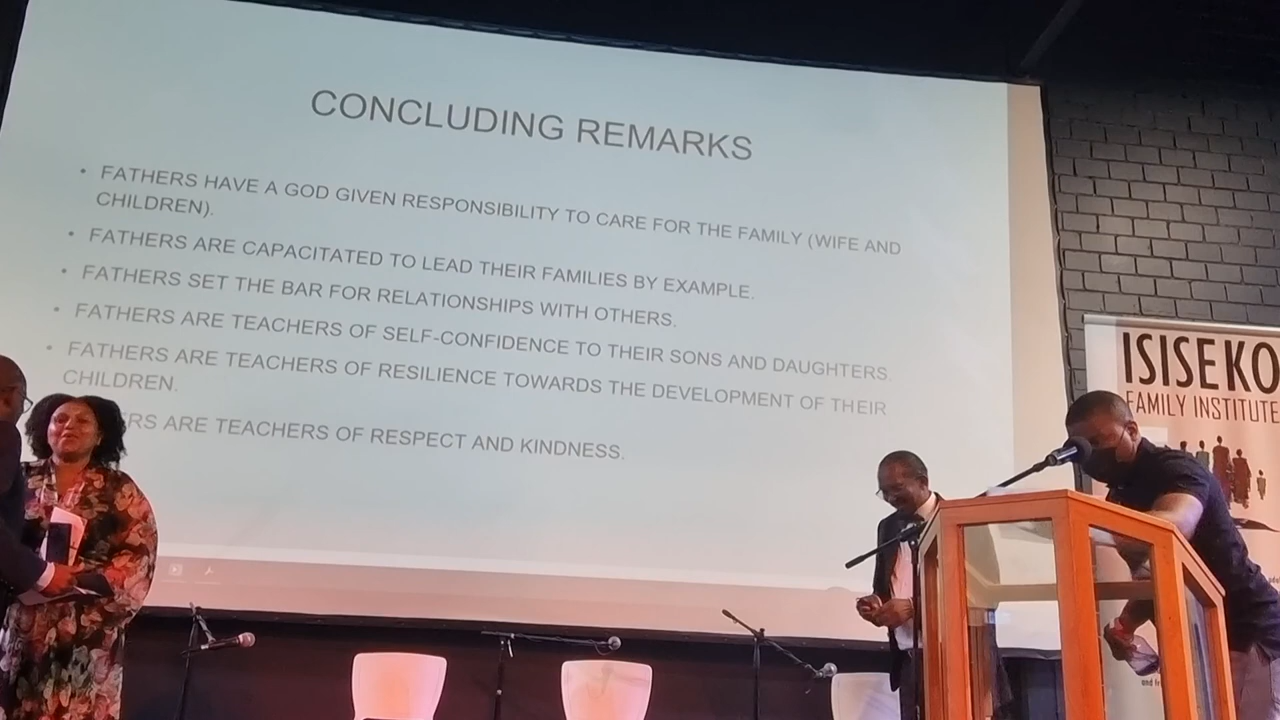 CONCLUDING REMARKS
• FATHERS HAVE A GOD GIVEN RESPONSIBILITY TO CARE FOR THE FAMILY (WIFE AND
CHILDREN).
• FATHERS ARE CAPACITATED TO LEAD THEIR FAMILIES BY EXAMPLE.
• FATHERS SET THE BAR FOR RELATIONSHIPS WITH OTHERS.
• FATHERS ARE TEACHERS OF SELF-CONFIDENCE TO THEIR SONS AND DAUGHTERS.
• FATHERS ARE TEACHERS OF RESILIENCE TOWARDS THE DEVELOPMENT OF THEIR
CHILDREN.
ERS ARE TEACHERS OF RESPECT AND KINDNESS.
ISISEKO
FAMILY INSTITUTE